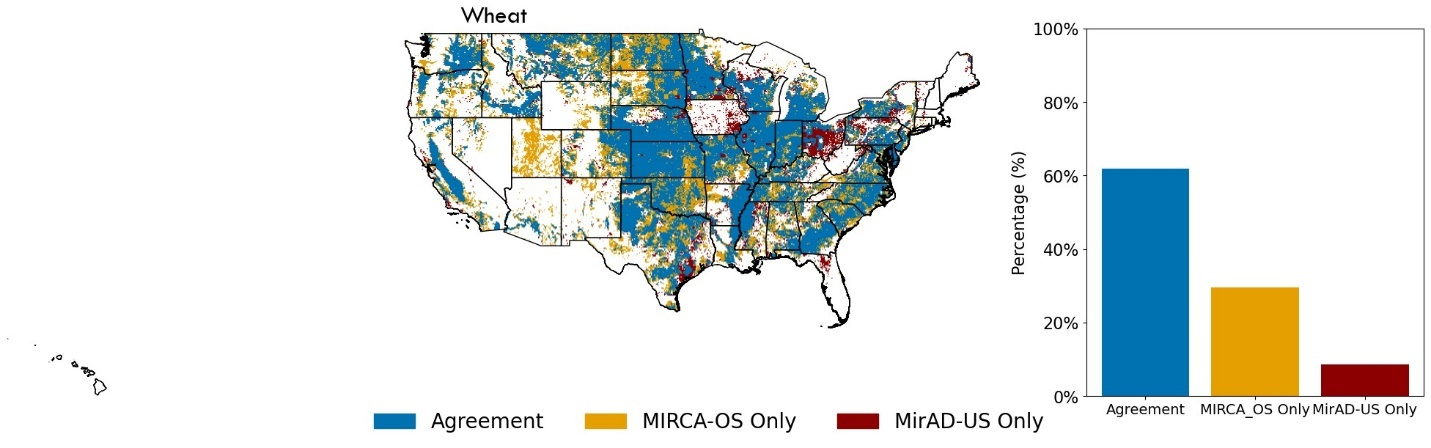 Wheat
100%
80%
60%
40%
20%
0%
Percentage (%)
Agreement MIRCA_OS Only MirAD-US Only
Agreement MIRCA-OS Only MirAD-US Only